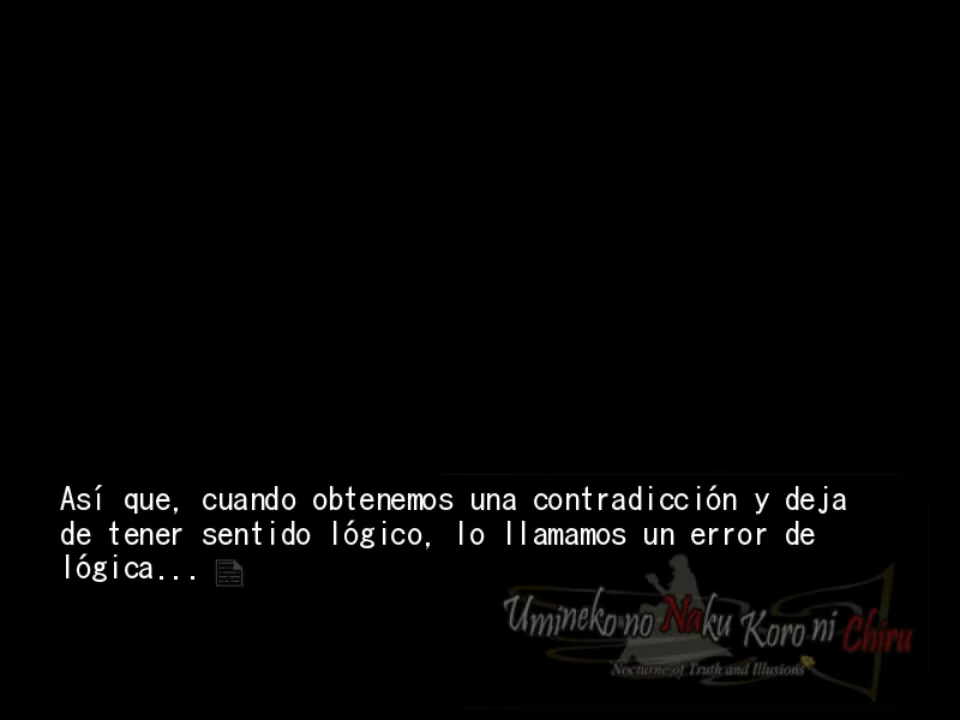 Así que, cuando obtenemos una contradicción y deja
de tener sentido lógico, lo llamamos un error de
lógica...
Umineko no Naku Koro ni Chiru
Nocturne of Truth and Illusions